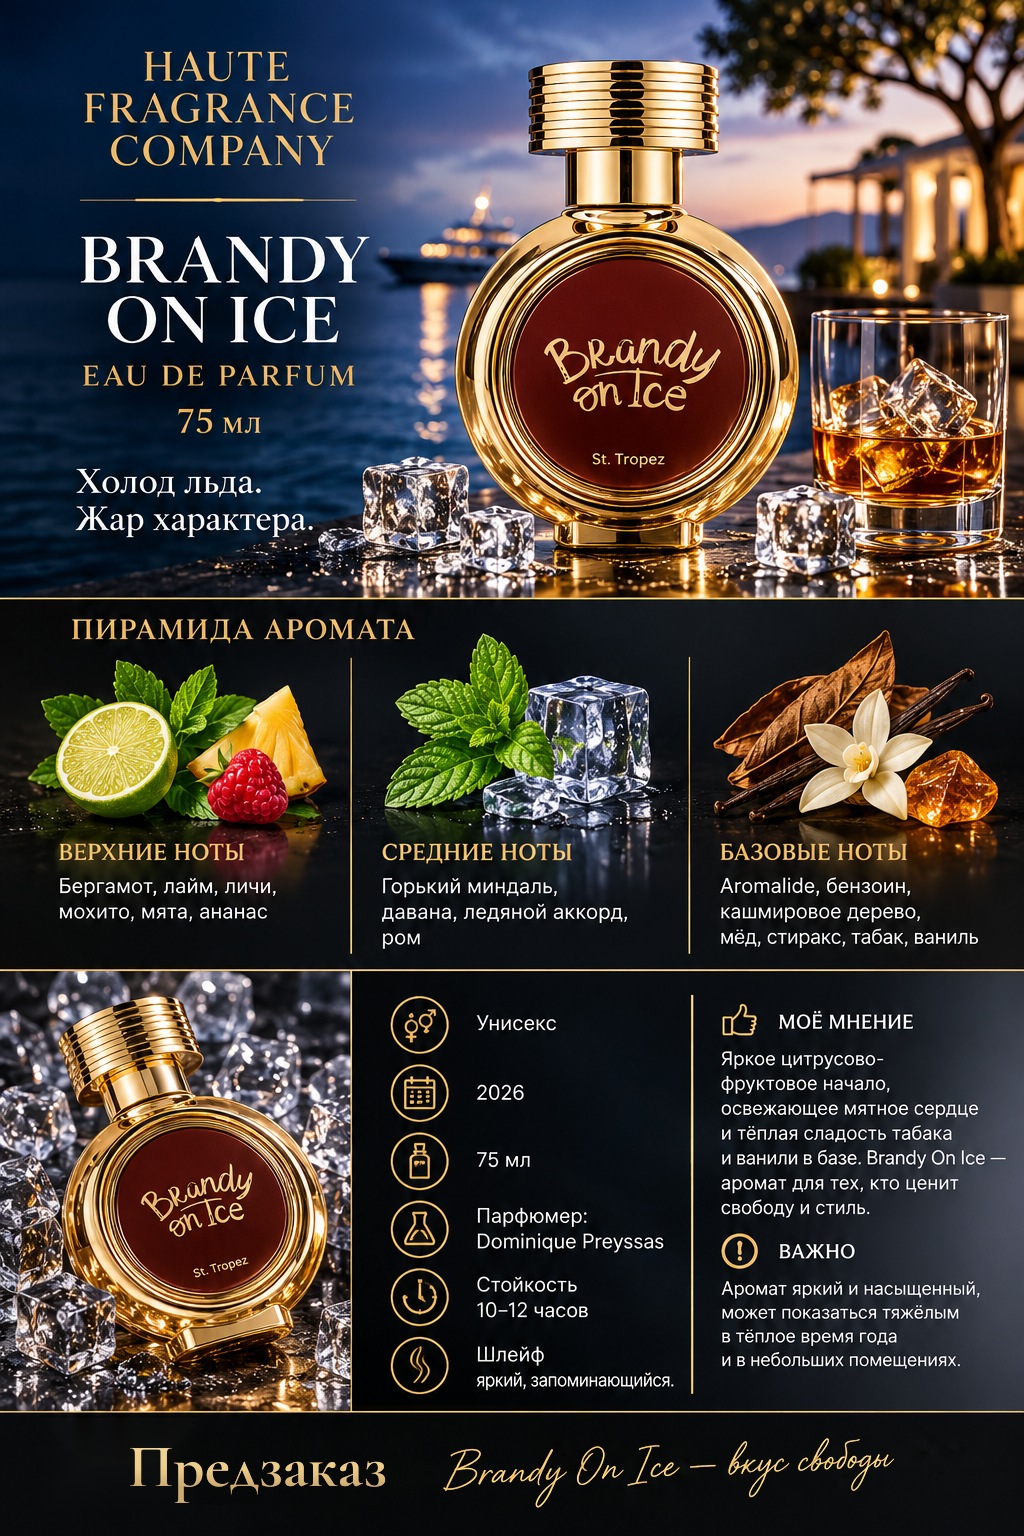 HAUTE
FRAGRANCE
COMPANY
BRANDY
ON ICE
EAU DE PARFUM
75 мл
Холод льда.
Жар характера.
Brandy
on Ice
St. Tropez
ПИРАМИДА АРОМАТА
ВЕРХНИЕ НОТЫ
Бергамот, лайм, личи,
мохито, мята, ананас
СРЕДНИЕ НОТЫ
Горький миндаль,
давана, ледяной аккорд,
ром
БАЗОВЫЕ НОТЫ
Aromalide, бензоин,
кашмировое дерево,
мёд, стиракс, табак, ваниль
Brandy
on Ice
St. Tropez
Унисекс
2026
75 мл
Парфюмер:
Dominique Preyssas
Стойкость
10–12 часов
Шлейф
яркий, запоминающийся.
МОЁ МНЕНИЕ
Яркое цитрусово-
фруктовое начало,
освежающее мятное сердце
и тёплая сладость табака
и ванили в базе. Brandy On Ice —
аромат для тех, кто ценит
свободу и стиль.
ВАЖНО
Аромат яркий и насыщенный,
может показаться тяжёлым
в тёплое время года
и в небольших помещениях.
Предзаказ
Brandy On Ice — вкус свободы